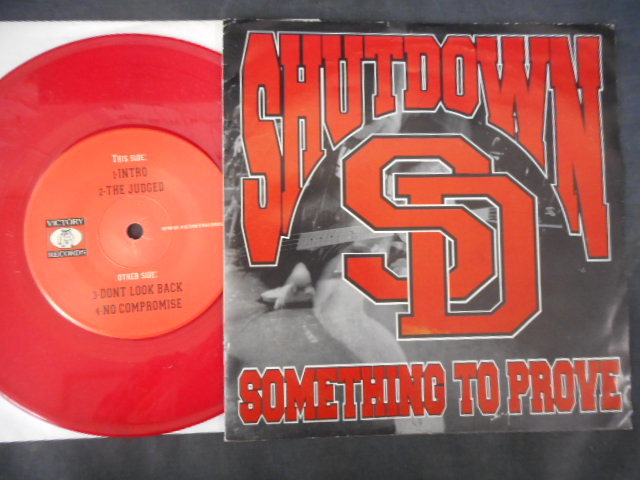 THIS SIDE:
1-INTRO
2-THE JUDGED
VICTORY
RECORDS
OTHER SIDE:
3-DONT LOOK BACK
4-NO COMPROMISE
SHUTDOWN
SD
SOMETHING TO PROVE